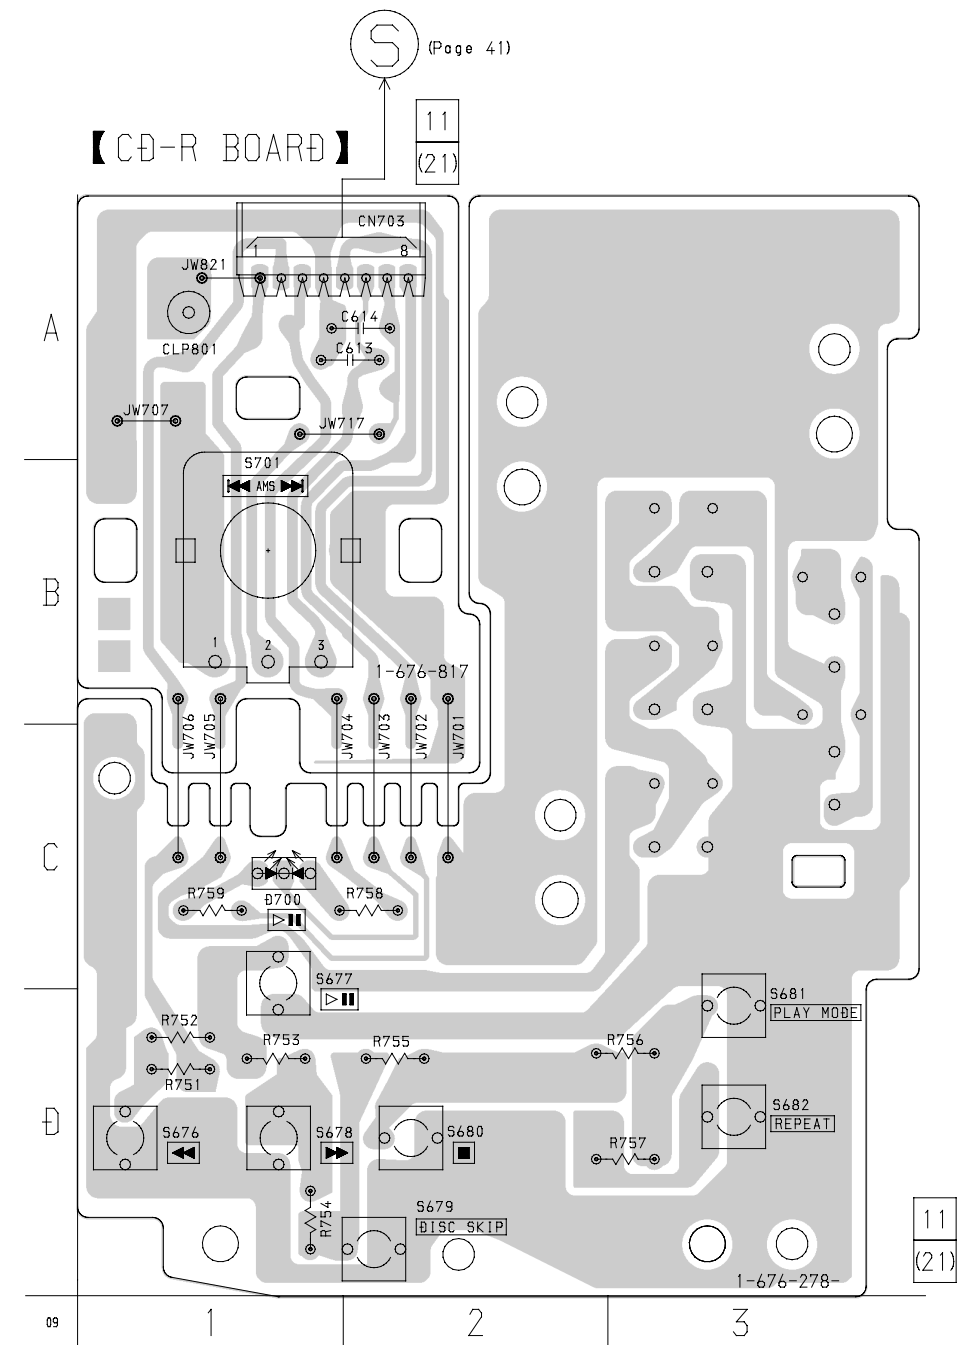 S (Page 41)
11
(21)
【CD-R BOARD】
CN703
1 8
JW821
A
C614
CLP801
C613
JW707
JW717
S701
AMS
B
1 2 3
1-676-817
JW706
JW705
JW704
JW703
JW702
JW701
C
R759
D700
R758
S677
S681
PLAY MODE
R752
R753
R755
R756
R751
D
S682
REPEAT
S676
S678
S680
R757
R754
S679
DISC SKIP
11
(21)
1-676-278-
09
1 2 3